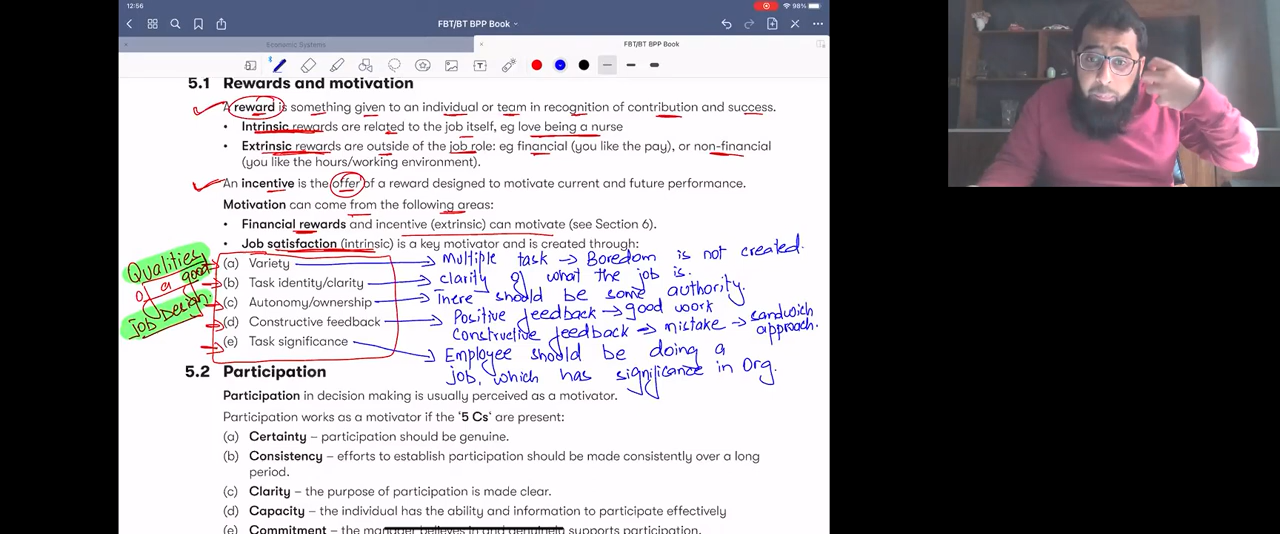 12:56
98%
FBT/BT BPP Book
Economic Systems
FBT/BT BPP Book
5.1 Rewards and motivation
A reward is something given to an individual or team in recognition of contribution and success.
• Intrinsic rewards are related to the job itself, eg love being a nurse
• Extrinsic rewards are outside of the job role: eg financial (you like the pay), or non-financial
(you like the hours/working environment).
An incentive is the offer of a reward designed to motivate current and future performance.
Motivation can come from the following areas:
• Financial rewards and incentive (extrinsic) can motivate (see Section 6).
• Job satisfaction (intrinsic) is a key motivator and is created through:
Qualities
of a good
job Design.
(a) Variety
Multiple task → Boredom is not created.
(b) Task identity/clarity
clarity of what the job is.
(c) Autonomy/ownership
There should be some authority.
(d) Constructive feedback
Positive feedback → good work
Constructive feedback → mistake → sandwich
approach.
(e) Task significance
Employee should be doing a
job, which has significance in Org.
5.2 Participation
Participation in decision making is usually perceived as a motivator.
Participation works as a motivator if the '5 Cs' are present:
(a) Certainty – participation should be genuine.
(b) Consistency – efforts to establish participation should be made consistently over a long
period.
(c) Clarity – the purpose of participation is made clear.
(d) Capacity – the individual has the ability and information to participate effectively
(e) Commitment – the manager believes in and genuinely supports participation.